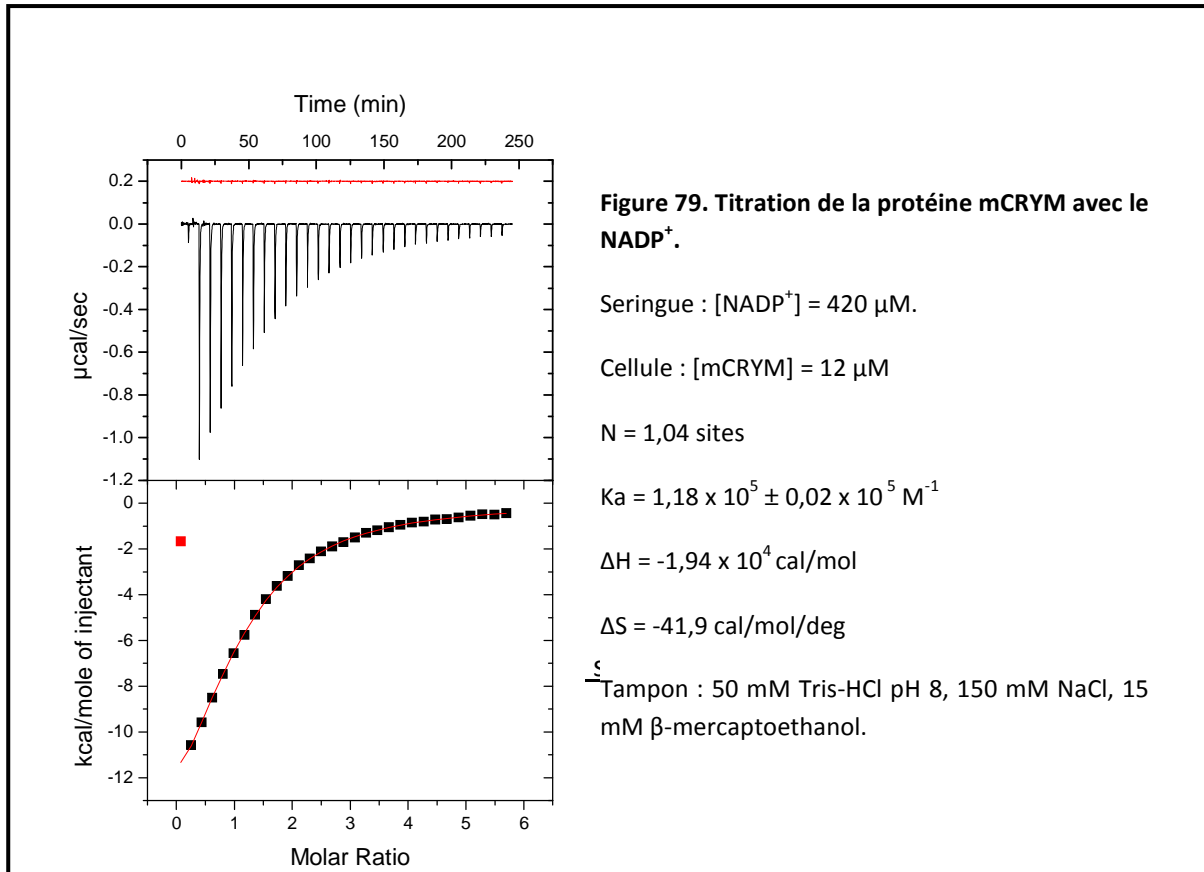 Time (min)
0 50 100 150 200 250
0.2
0.0
-0.2
-0.4
-0.6
-0.8
-1.0
-1.2
µcal/sec
0
-2
-4
-6
-8
-10
-12
kcal/mole of injectant
0 1 2 3 4 5 6
Molar Ratio
Figure 79. Titration de la protéine mCRYM avec le
NADP⁺.
Seringue : [NADP⁺] = 420 µM.
Cellule : [mCRYM] = 12 µM
N = 1,04 sites
Ka = 1,18 x 10⁵ ± 0,02 x 10⁵ M⁻¹
ΔH = -1,94 x 10⁴ cal/mol
ΔS = -41,9 cal/mol/deg
Tampon : 50 mM Tris-HCl pH 8, 150 mM NaCl, 15
mM β-mercaptoethanol.